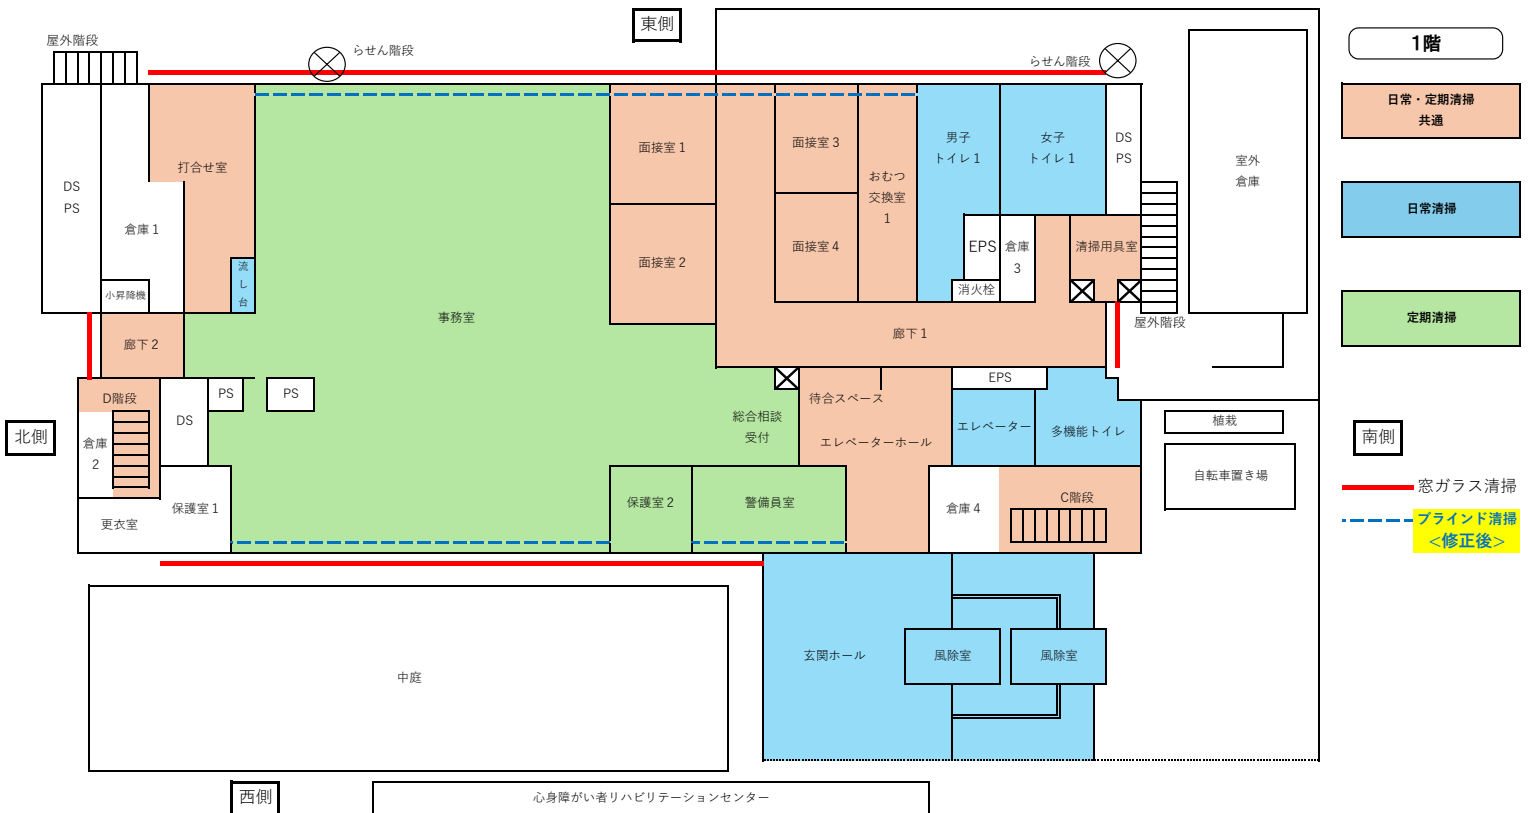 東側
1階
屋外階段
らせん階段
らせん階段
日常・定期清掃
共通
日常清掃
定期清掃
DS
PS
打合せ室
倉庫１
小昇降機
流
し
台
事務室
面接室１
面接室２
面接室３
面接室４
おむつ
交換室
１
男子
トイレ１
女子
トイレ１
DS
PS
EPS
倉庫
３
消火栓
清掃用具室
室外
倉庫
屋外階段
廊下２
廊下１
D階段
倉庫
２
DS
PS
PS
総合相談
受付
待合スペース
エレベーターホール
EPS
エレベーター
多機能トイレ
植栽
自転車置き場
北側
南側
窓ガラス清掃
ブラインド清掃
<修正後>
更衣室
保護室１
保護室２
警備員室
倉庫４
C階段
中庭
玄関ホール
風除室
風除室
西側
心身障がい者リハビリテーションセンター